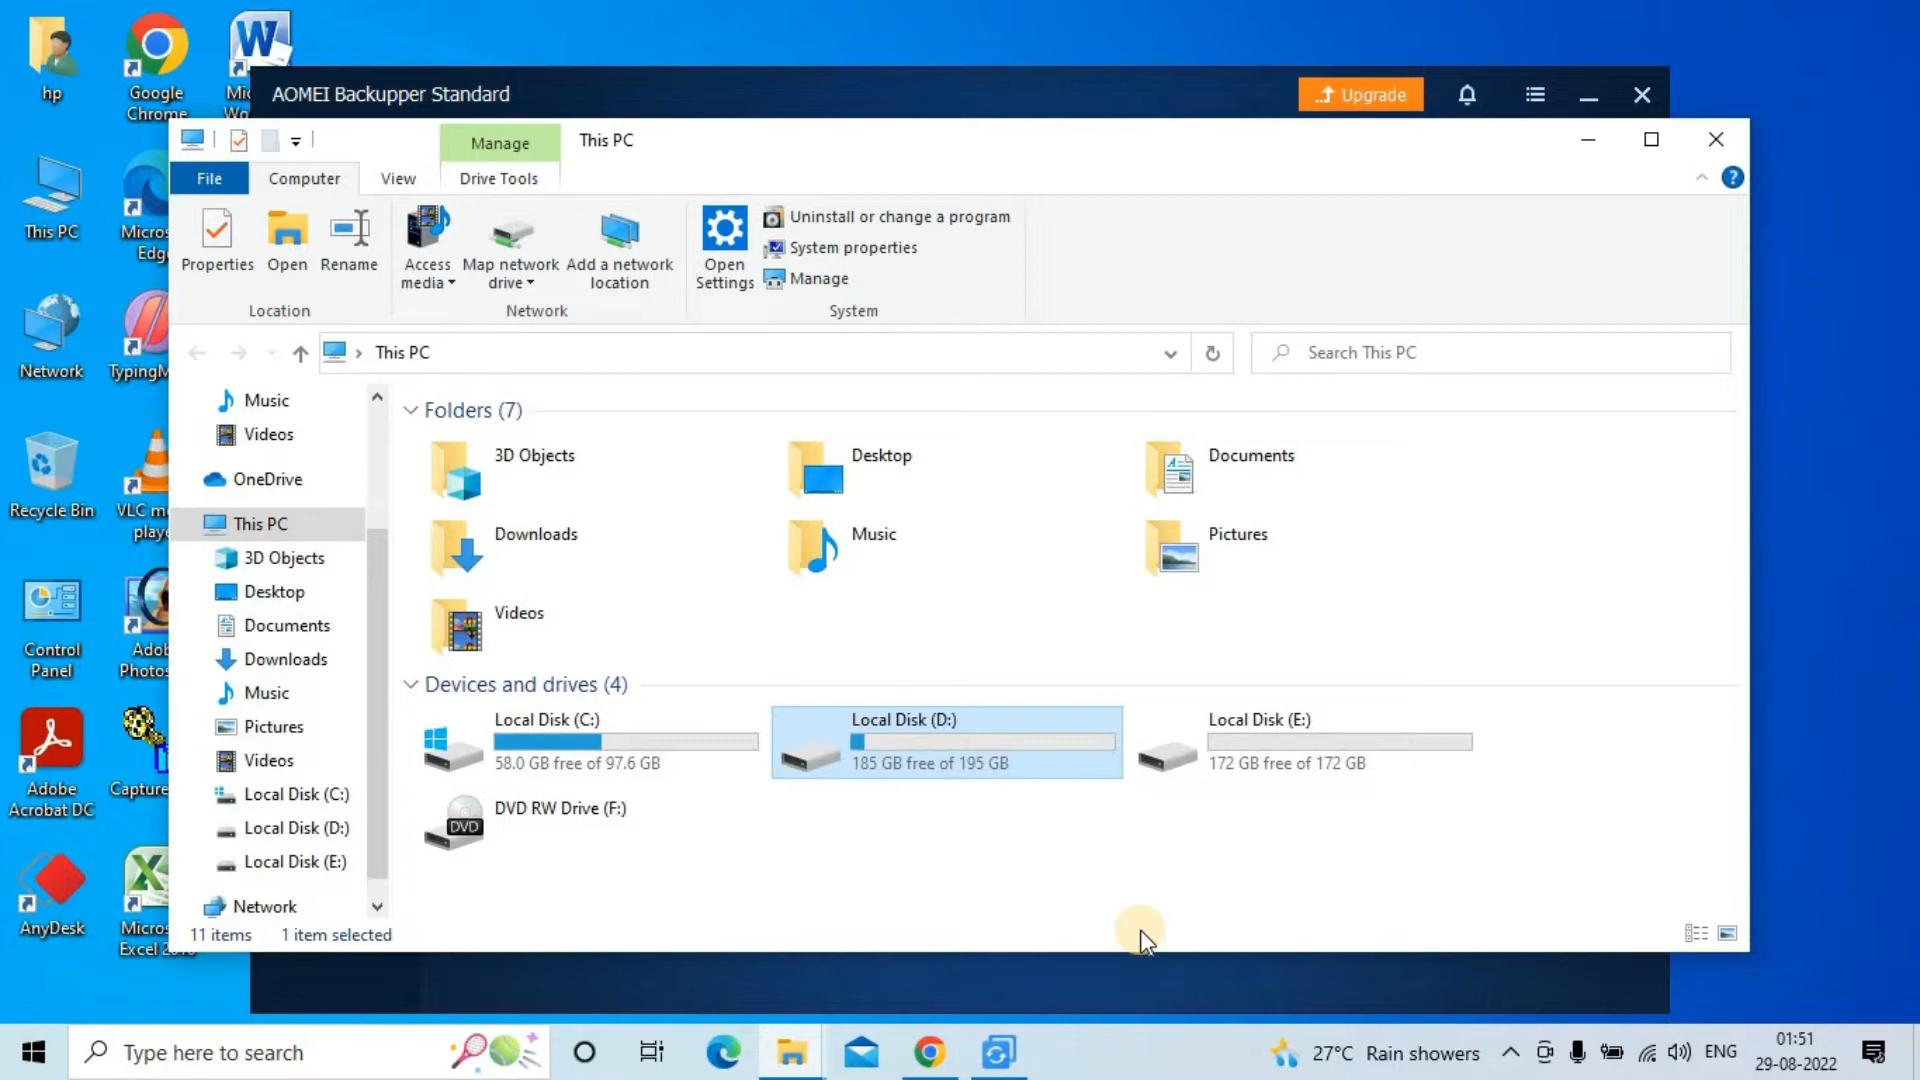 hp
Google
Chrome
W
This PC
Network
Recycle Bin
Control
Panel
Adobe
Acrobat DC
Capture
AnyDesk
AOMEI Backupper Standard
Upgrade
Manage
This PC
File
Computer
View
Drive Tools
?
Properties
Open
Rename
Access
media
Map network
drive
Add a network
location
Open
Settings
Uninstall or change a program
System properties
Manage
Location
Network
System
This PC
Search This PC
Music
Videos
OneDrive
This PC
3D Objects
Desktop
Documents
Downloads
Music
Pictures
Videos
Local Disk (C:)
Local Disk (D:)
Local Disk (E:)
Network
Folders (7)
3D Objects
Desktop
Documents
Downloads
Music
Pictures
Videos
Devices and drives (4)
Local Disk (C:)
58.0 GB free of 97.6 GB
Local Disk (D:)
185 GB free of 195 GB
Local Disk (E:)
172 GB free of 172 GB
DVD
DVD RW Drive (F:)
11 items
1 item selected
Type here to search
27°C Rain showers
ENG
01:51
29-08-2022